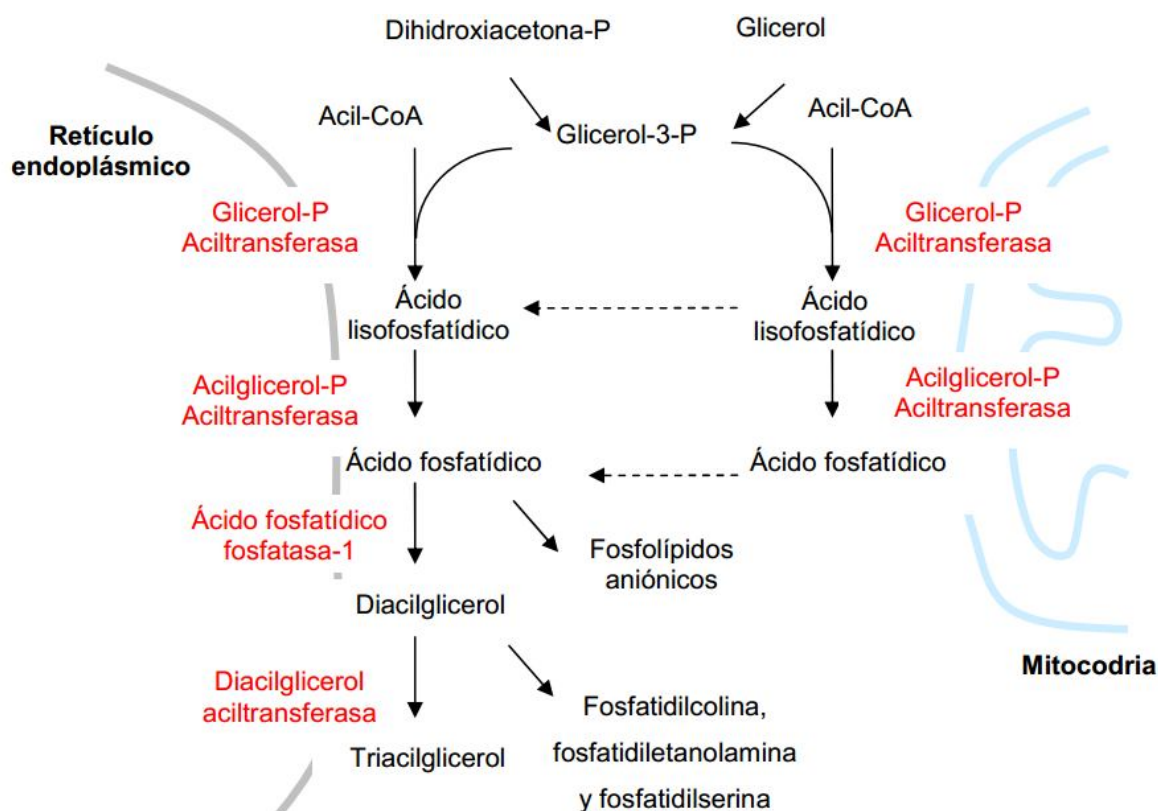 Dihidroxiacetona-P
Glicerol
Acil-CoA
Acil-CoA
Retículo
endoplásmico
Glicerol-3-P
Glicerol-P
Aciltransferasa
Glicerol-P
Aciltransferasa
Ácido
lisofosfatídico
Ácido
lisofosfatídico
Acilglicerol-P
Aciltransferasa
Acilglicerol-P
Aciltransferasa
Ácido fosfatídico
Ácido fosfatídico
Ácido fosfatídico
fosfatasa-1
Fosfolípidos
aniónicos
Diacilglicerol
Mitocodria
Diacilglicerol
aciltransferasa
Fosfatidilcolina,
fosfatidiletanolamina
y fosfatidilserina
Triacilglicerol